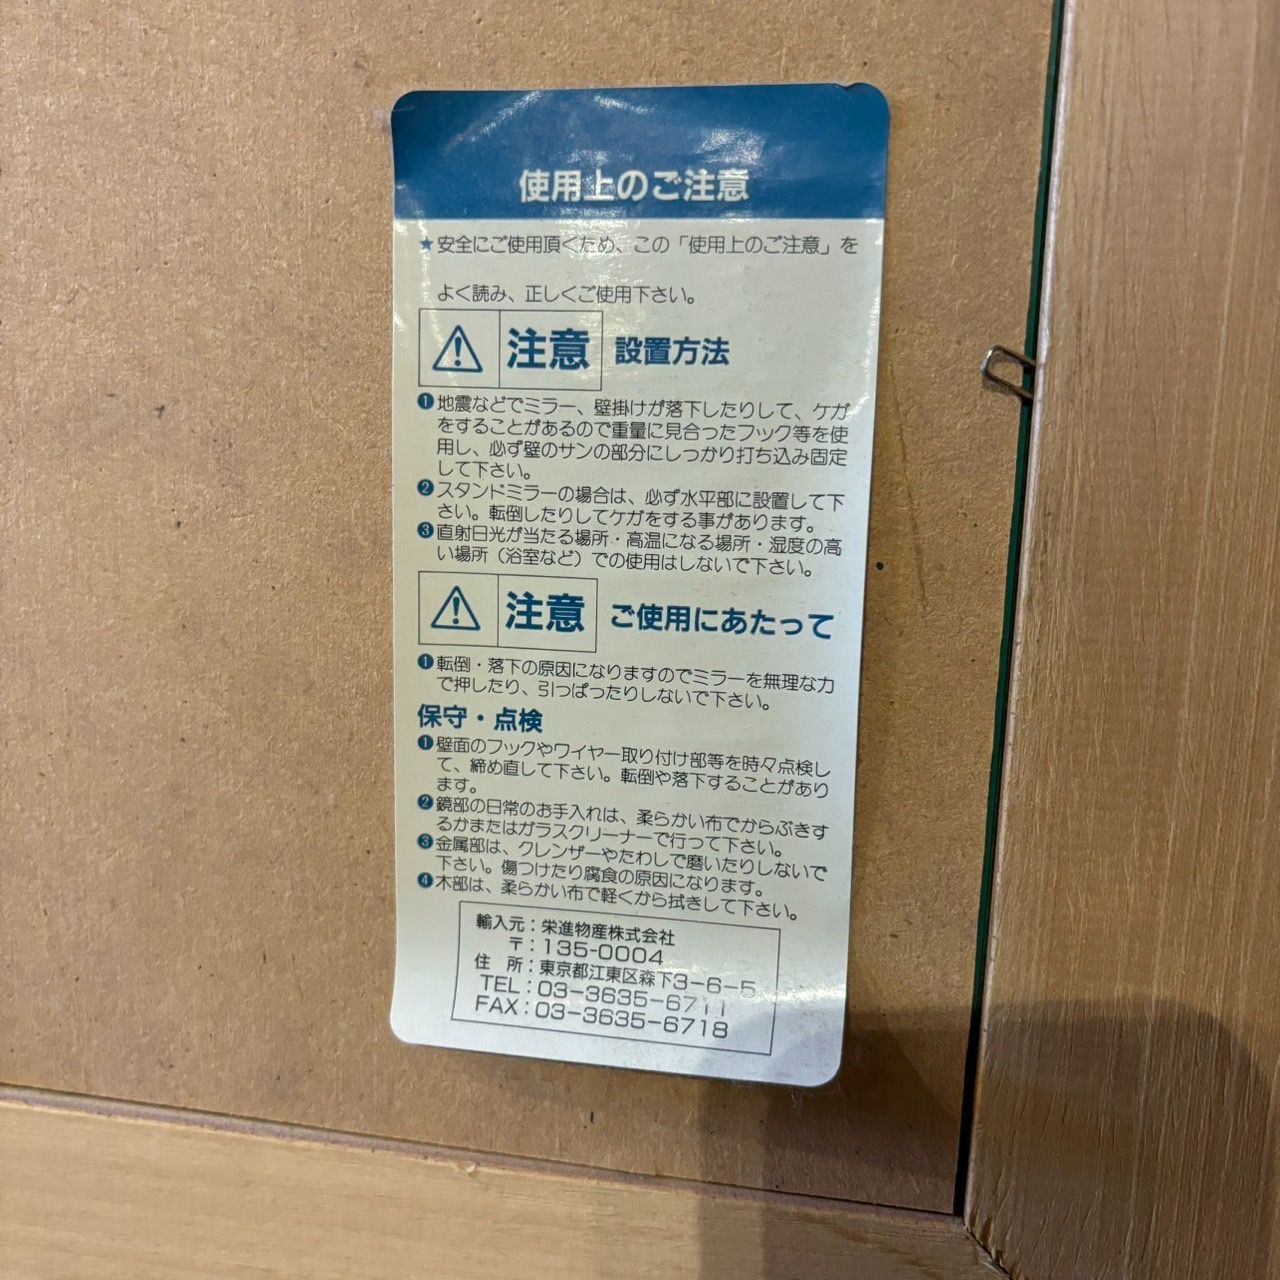 使用上のご注意
★安全にご使用頂くため、この「使用上のご注意」を
よく読み、正しくご使用下さい。
注意 設置方法
❶地震などでミラー、壁掛けが落下したりして、ケガ
をすることがあるので重量に見合ったフック等を使
用し、必ず壁のサンの部分にしっかり打ち込み固定
して下さい。
❷スタンドミラーの場合は、必ず水平部に設置して下
さい。転倒したりしてケガをする事があります。
❸直射日光が当たる場所・高温になる場所・湿度の高
い場所（浴室など）での使用はしないで下さい。
注意 ご使用にあたって
❶転倒・落下の原因になりますのでミラーを無理な力
で押したり、引っぱったりしないで下さい。
保守・点検
❶壁面のフックやワイヤー取り付け部等を時々点検し
て、締め直して下さい。転倒や落下することがあり
ます。
❷鏡部の日常のお手入れは、柔らかい布でからぶきす
るかまたはガラスクリーナーで行って下さい。
❸金属部は、クレンザーやたわしで磨いたりしないで
下さい。傷つけたり腐食の原因になります。
❹木部は、柔らかい布で軽くから拭きして下さい。
輸入元：栄進物産株式会社
〒：135-0004
住　所：東京都江東区森下3-6-5
TEL：03-3635-6711
FAX：03-3635-6718